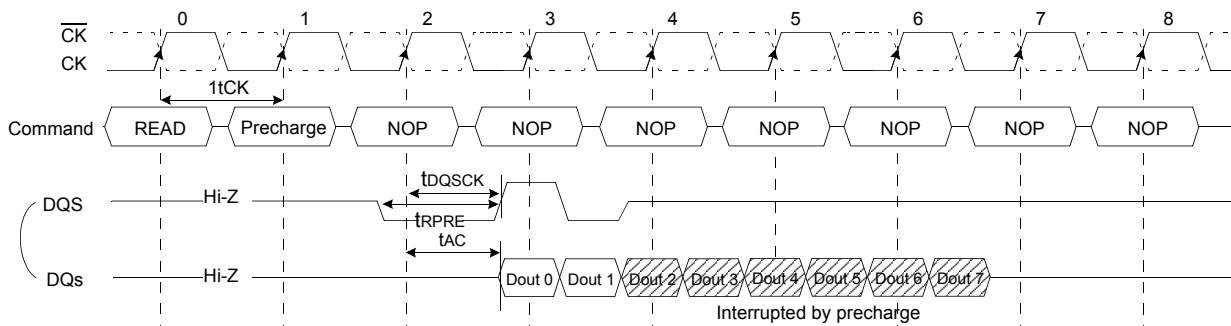 0 1 2 3 4 5 6 7 8
CK
CK
1tCK
Command READ Precharge NOP NOP NOP NOP NOP NOP NOP
tDQSCK
DQS Hi-Z
tRPRE
tAC
DQs Hi-Z Dout 0 Dout 1 Dout 2 Dout 3 Dout 4 Dout 5 Dout 6 Dout 7
Interrupted by precharge